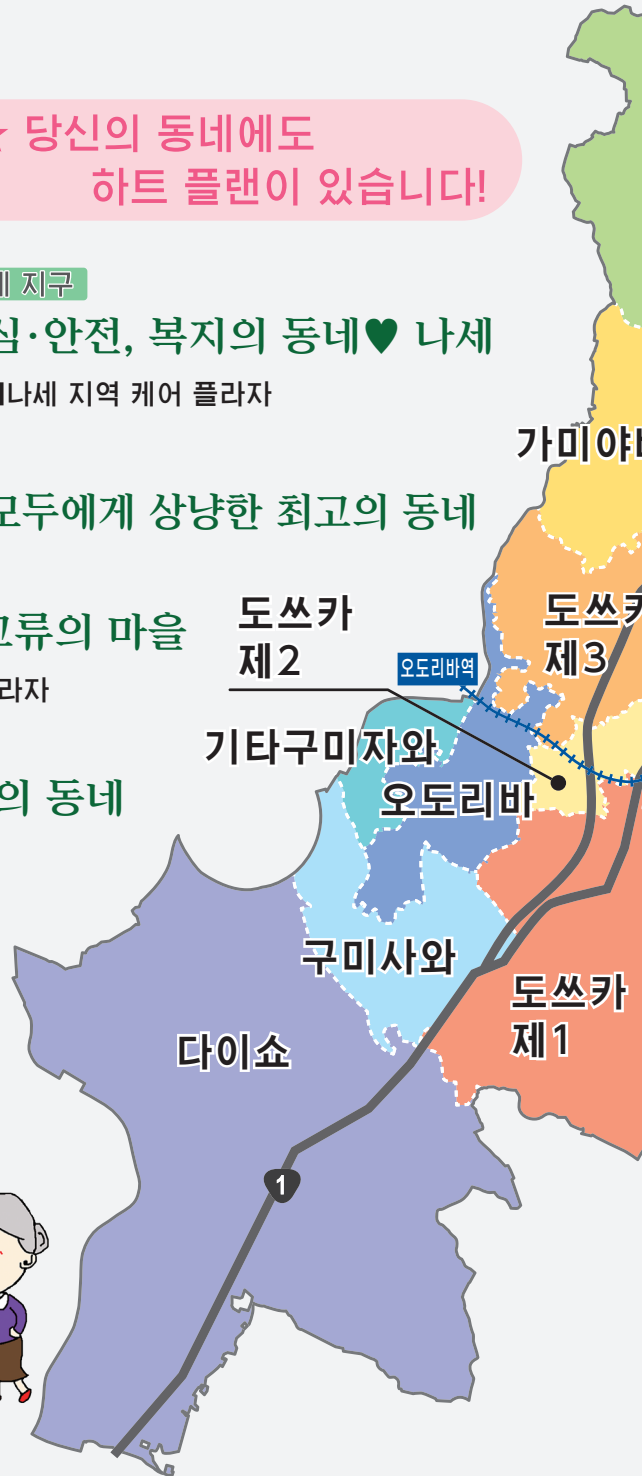 당신의 동네에도
하트 플랜이 있습니다!
지구
심·안전, 복지의 동네♥ 나세
나세 지역 케어 플라자
가미야
모두에게 상냥한 최고의 동네
도쓰카
제2
도쓰카
제3
교류의 마을
오도리바역
라자
기타구미자와
오도리바
의 동네
구미사와
도쓰카
제1
다이쇼
1